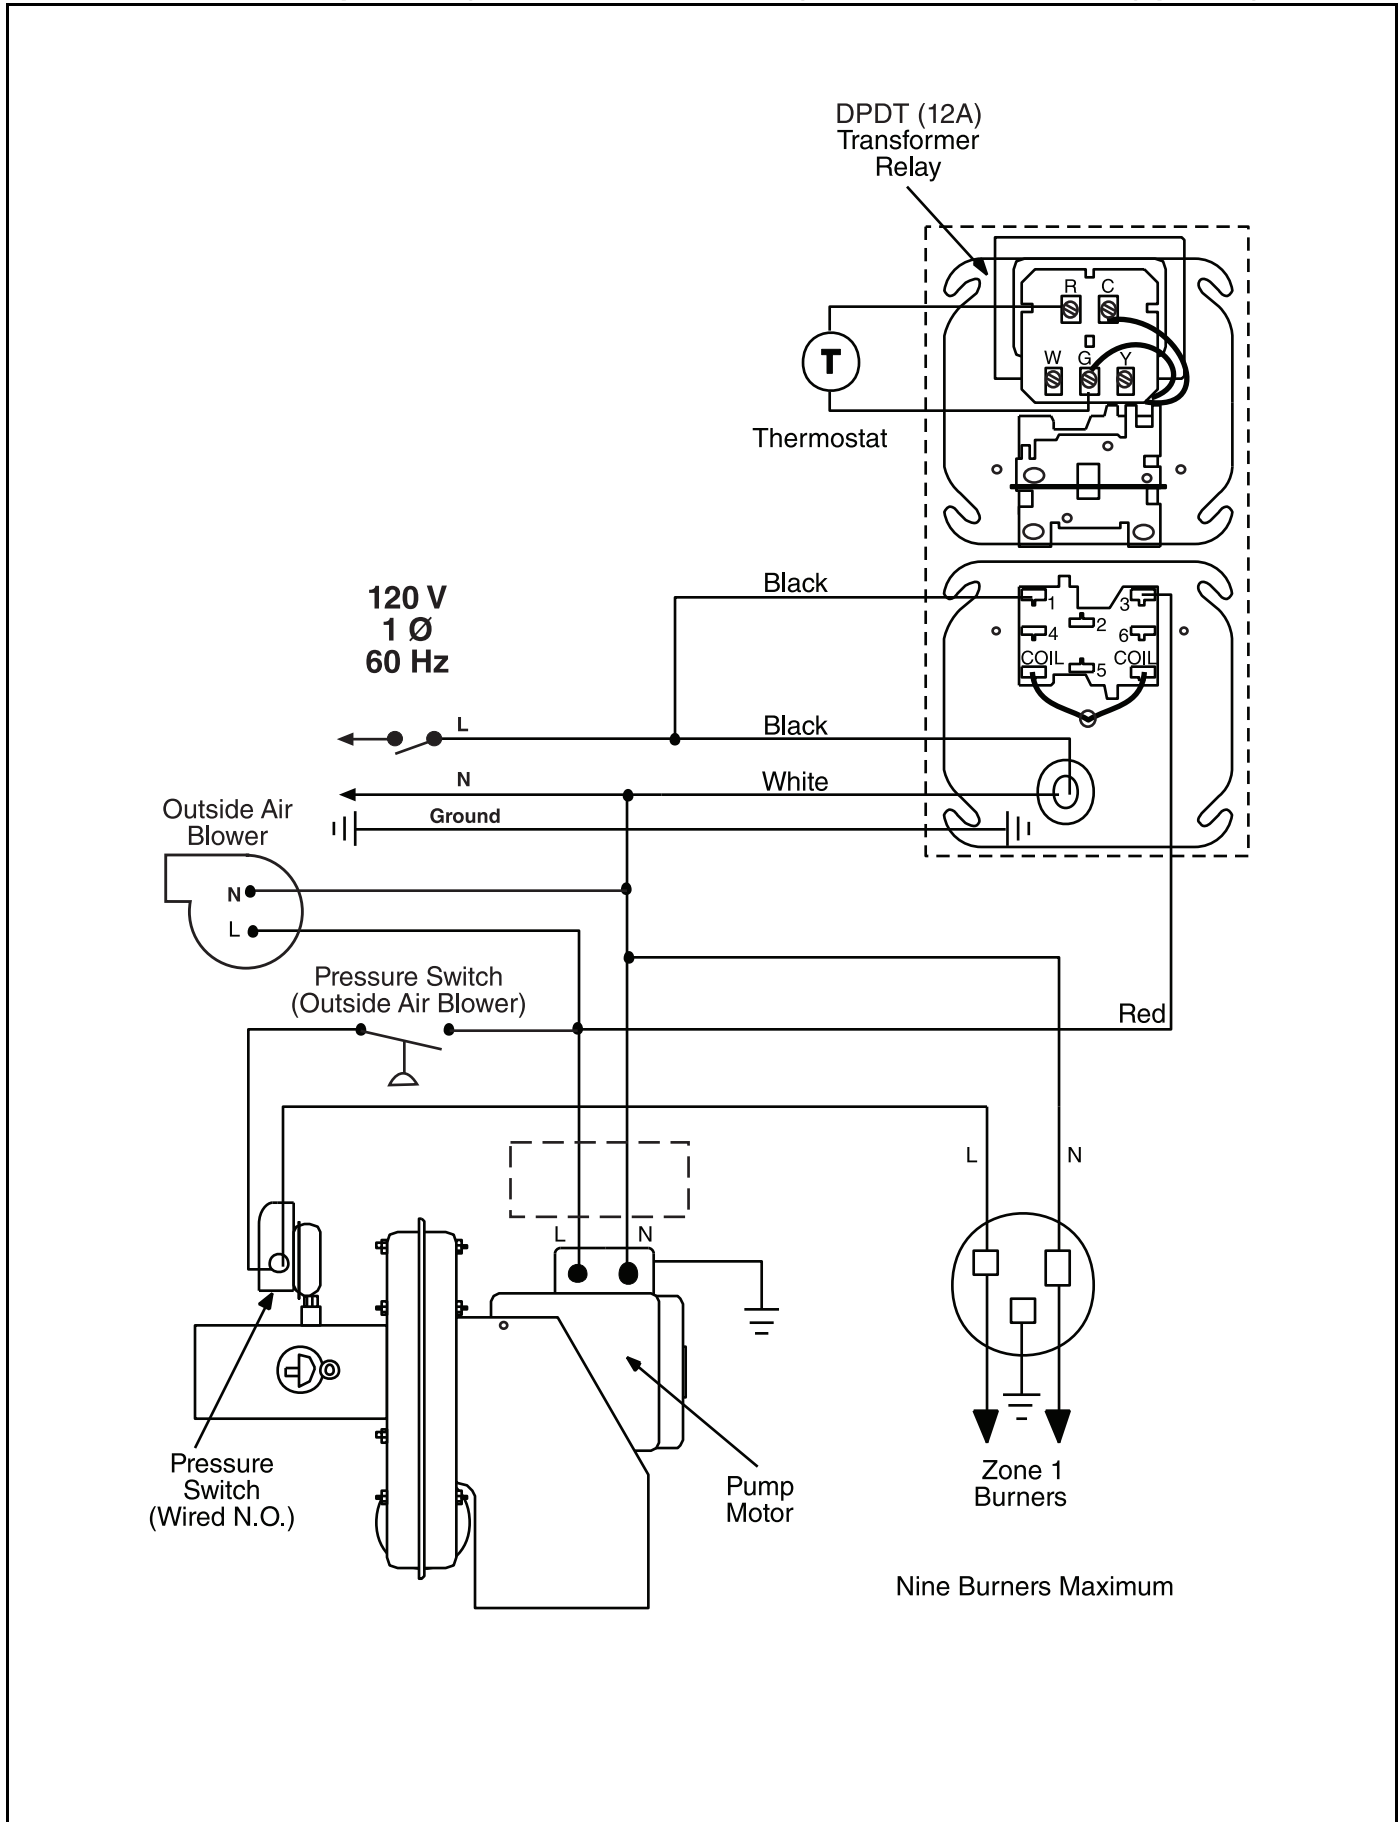 DPDT (12A)
Transformer
Relay
R C
W G Y
T
Thermostat
Black
1 3
2
4 6
COIL COIL
5
120 V
1 Ø
60 Hz
L
Black
N
White
Ground
Outside Air
Blower
N
L
Pressure Switch
(Outside Air Blower)
Red
L N
L N
Pressure
Switch
(Wired N.O.)
Pump
Motor
Zone 1
Burners
Nine Burners Maximum